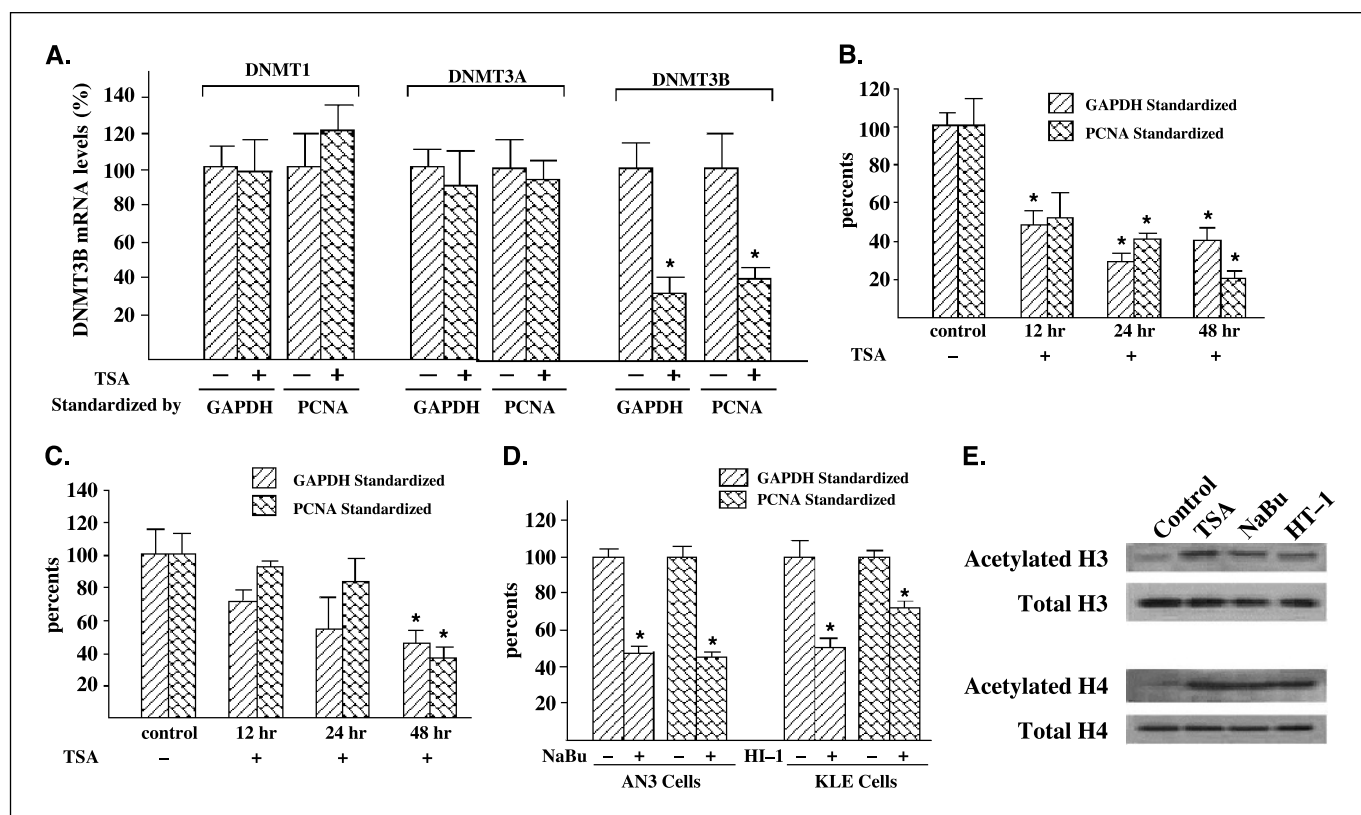 A.
DNMT1
DNMT3A
DNMT3B
DNMT3B mRNA levels (%)
140
120
100
80
60
40
20
* *
TSA – + – + – + – + – + – +
Standardized by GAPDH PCNA GAPDH PCNA GAPDH PCNA
B.
GAPDH Standardized
PCNA Standardized
percents
120
100
80
60
40
20
* * * * *
control 12 hr 24 hr 48 hr
TSA – + + +
C.
GAPDH Standardized
PCNA Standardized
percents
140
120
100
80
60
40
20
* *
control 12 hr 24 hr 48 hr
TSA – + + +
D.
GAPDH Standardized
PCNA Standardized
percents
120
100
80
60
40
20
* * * *
NaBu – + – + HI–1 – + – +
AN3 Cells KLE Cells
E.
Control TSA NaBu HT–1
Acetylated H3
Total H3
Acetylated H4
Total H4